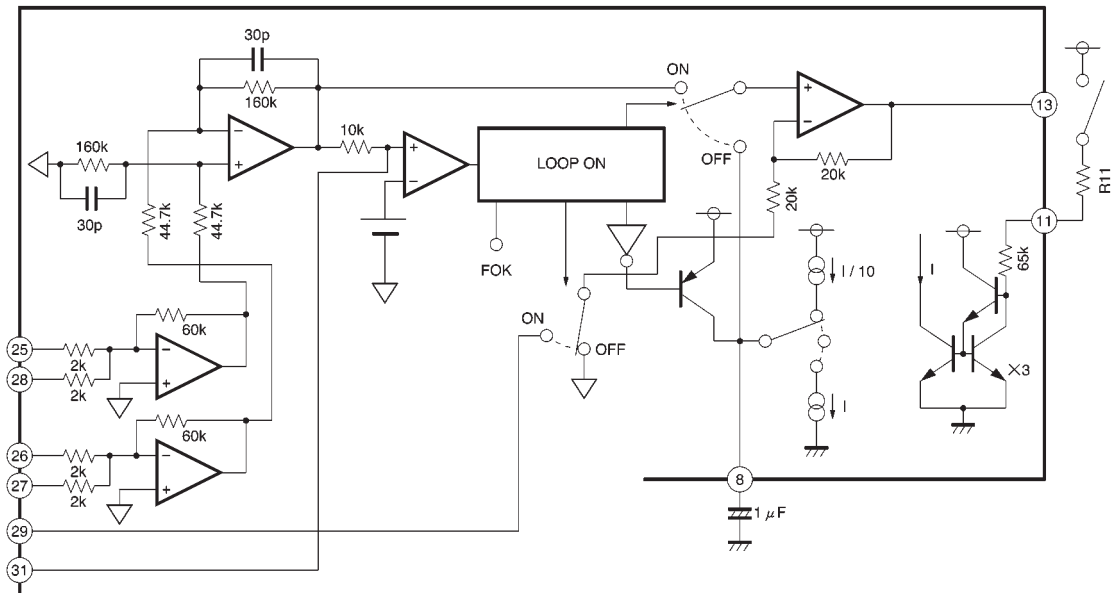 30p
160k
ON
13
10k
LOOP ON
OFF
20k
160k
30p
44.7k
44.7k
20k
R11
11
FOK
I / 10
I
65k
60k
ON
OFF
25
2k
28
2k
X3
I
60k
26
2k
27
2k
8
1 μF
29
31